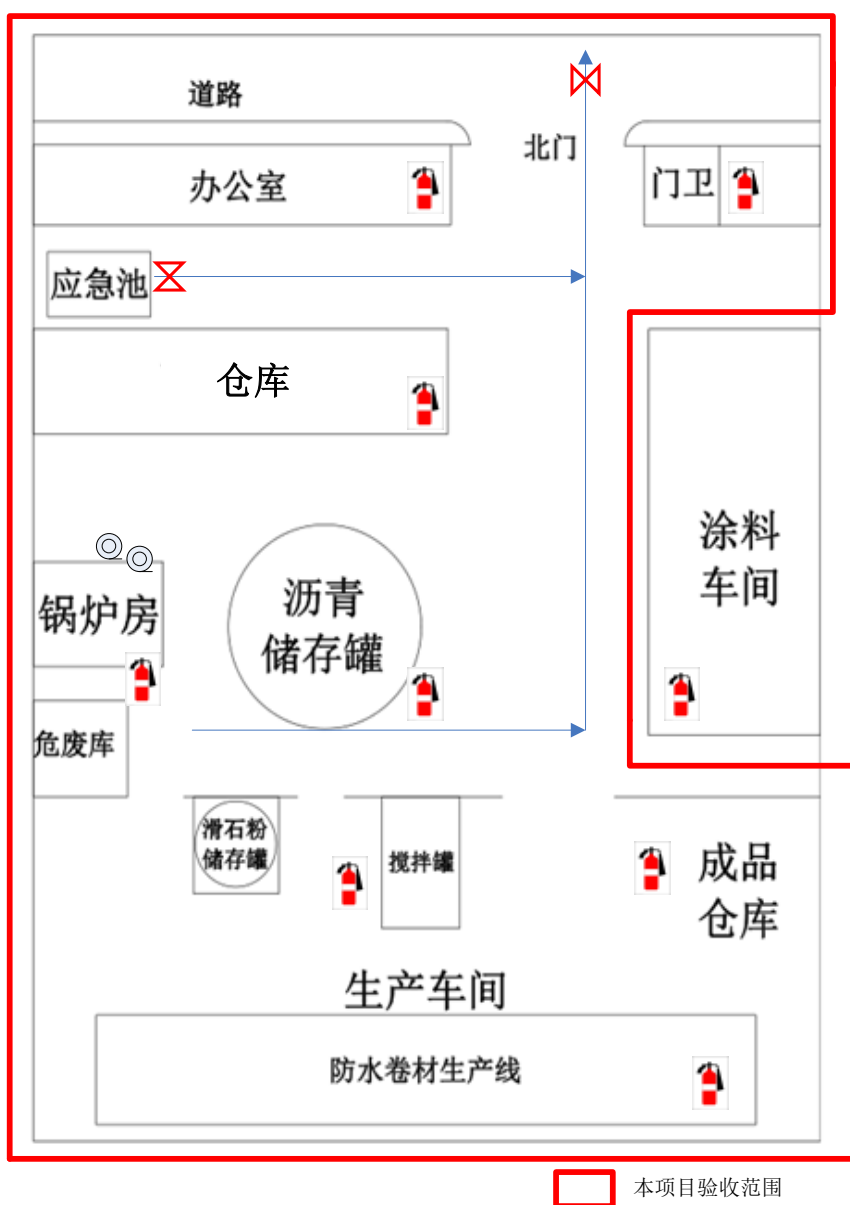 道路
北门
办公室
门卫
应急池
仓库
涂料
车间
沥青
储存罐
锅炉房
危废库
滑石粉
储存罐
搅拌罐
成品
仓库
生产车间
防水卷材生产线
本项目验收范围